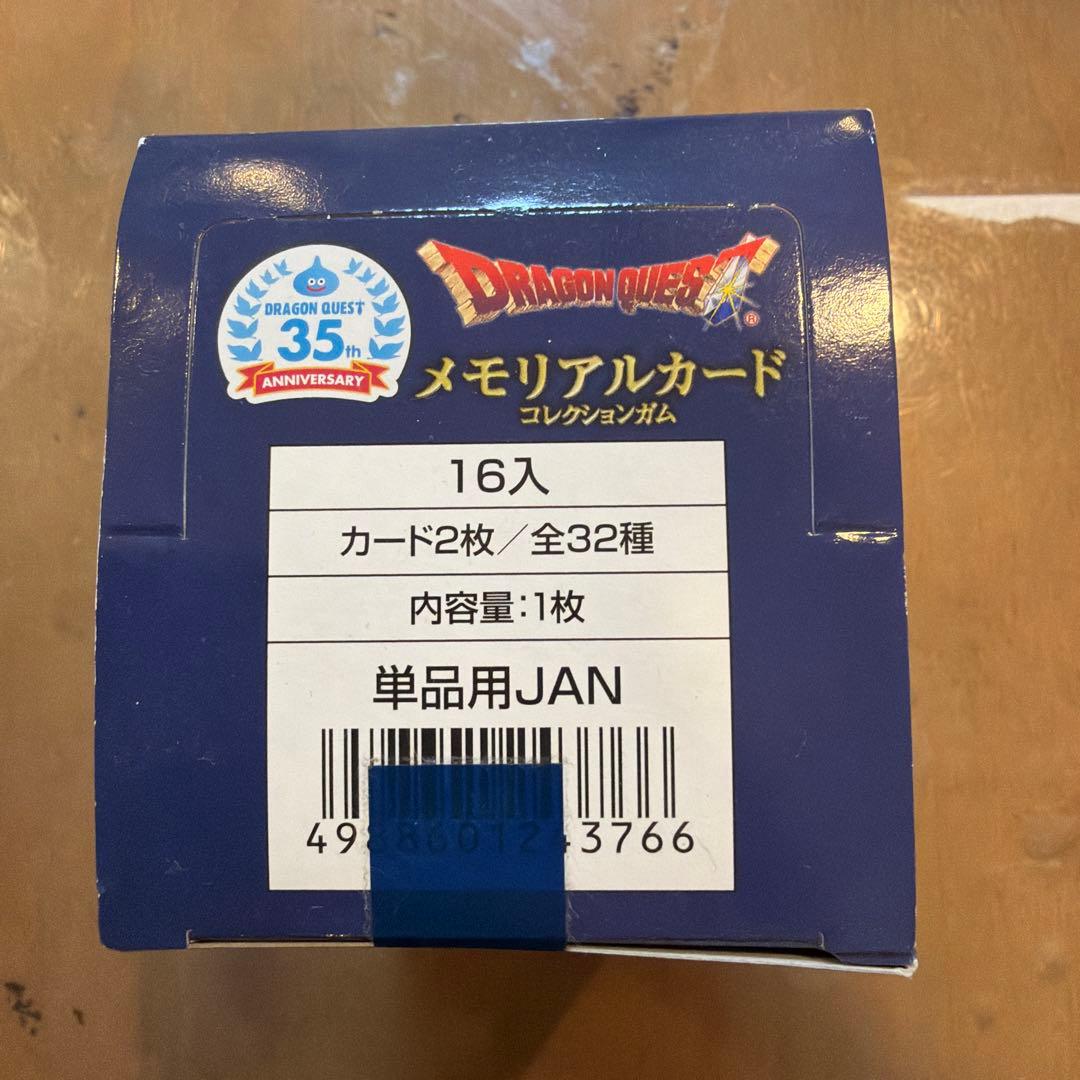 DRAGON QUEST
35th
ANNIVERSARY
DRAGON QUEST
®
メモリアルカード
コレクションガム
16入
カード2枚/全32種
内容量:1枚
単品用JAN
4988601243766